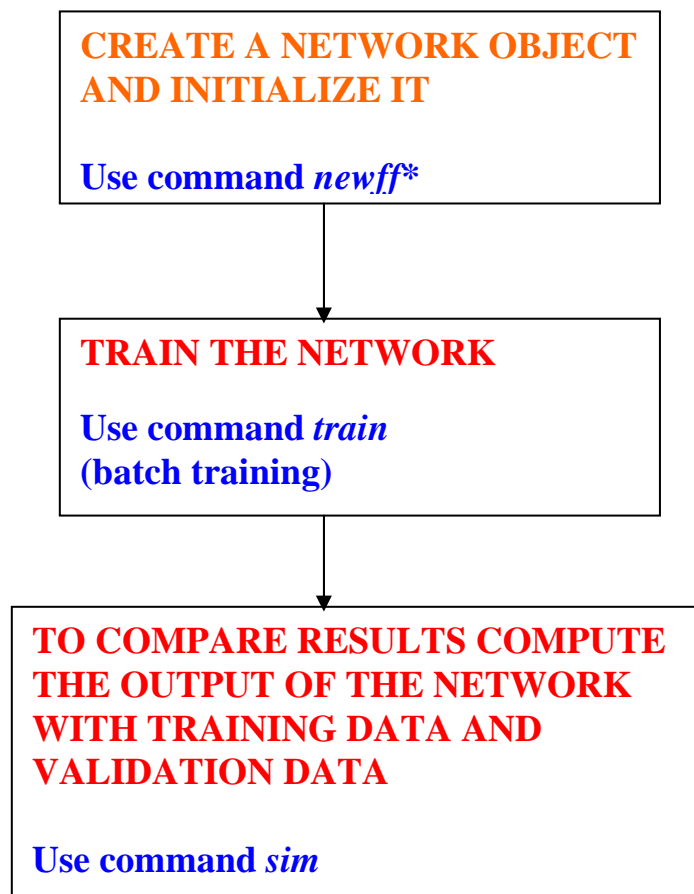 CREATE A NETWORK OBJECT
AND INITIALIZE IT
Use command newff*
TRAIN THE NETWORK
Use command train
(batch training)
TO COMPARE RESULTS COMPUTE
THE OUTPUT OF THE NETWORK
WITH TRAINING DATA AND
VALIDATION DATA
Use command sim